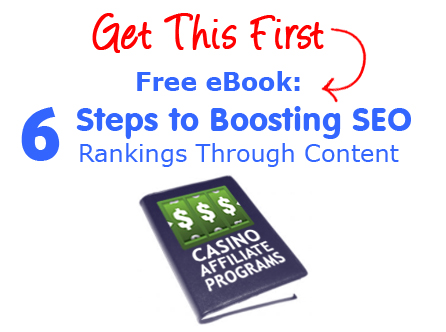 Get This First
Free eBook:
6 Steps to Boosting SEO
Rankings Through Content
$ $ $
CASINO
AFFILIATE
PROGRAMS